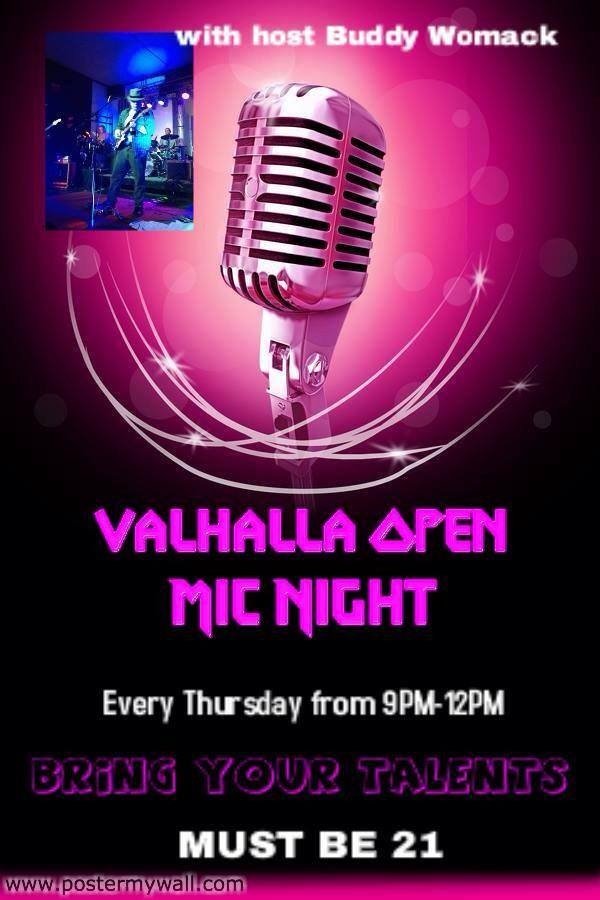 with host Buddy Womack
VALHALLA OPEN
MIC NIGHT
Every Thursday from 9PM-12PM
BRING YOUR TALENTS
MUST BE 21
www.postermywall.com